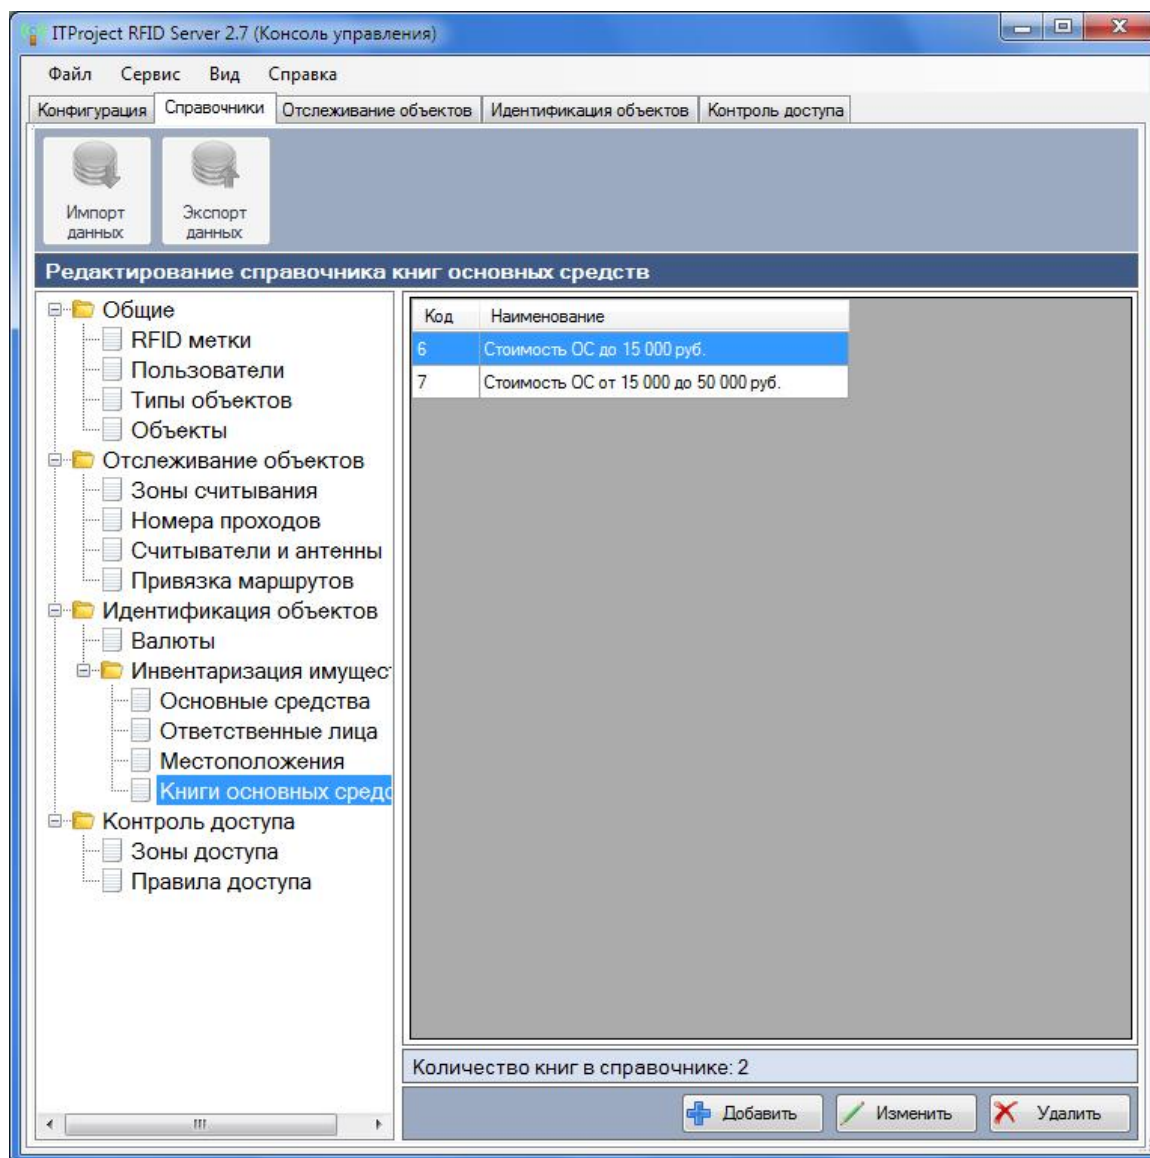 ITProject RFID Server 2.7 (Консоль управления)
Файл Сервис Вид Справка
Конфигурация Справочники Отслеживание объектов Идентификация объектов Контроль доступа
Импорт данных
Экспорт данных
Редактирование справочника книг основных средств
Общие
RFID метки
Пользователи
Типы объектов
Объекты
Отслеживание объектов
Зоны считывания
Номера проходов
Считыватели и антенны
Привязка маршрутов
Идентификация объектов
Валюты
Инвентаризация имущес
Основные средства
Ответственные лица
Местоположения
Книги основных средс
Контроль доступа
Зоны доступа
Правила доступа
Код Наименование
6 Стоимость ОС до 15 000 руб.
7 Стоимость ОС от 15 000 до 50 000 руб.
Количество книг в справочнике: 2
Добавить Изменить Удалить